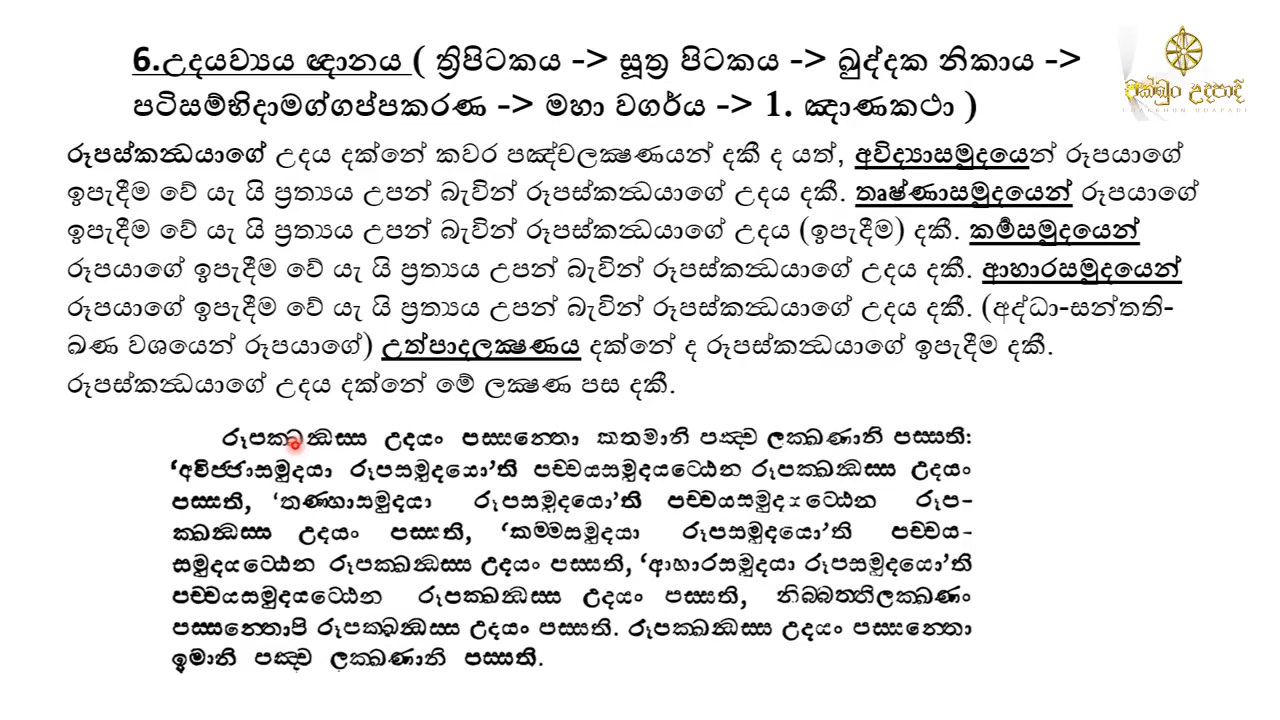 6.උදයව්‍යය ඥානය ( ත්‍රිපිටකය -> සූත්‍ර පිටකය -> ඛුද්දක නිකාය ->
පටිසම්භිදාමග්ගප්පකරණ -> මහා වර්ගය -> 1. ඤාණකථා )
රූපස්කන්‍ධයාගේ උදය දක්නේ කවර පඤ්චලක්‍ෂණයන් දකී ද යත්, අවිද්‍යාසමුදයෙන් රූපයාගේ
ඉපැදීම වේ යැ යි ප්‍රත්‍යය උපන් බැවින් රූපස්කන්‍ධයාගේ උදය දකී. තෘෂ්ණාසමුදයෙන් රූපයාගේ
ඉපැදීම වේ යැ යි ප්‍රත්‍යය උපන් බැවින් රූපස්කන්‍ධයාගේ උදය (ඉපැදීම) දකී. කර්‍මසමුදයෙන්
රූපයාගේ ඉපැදීම වේ යැ යි ප්‍රත්‍යය උපන් බැවින් රූපස්කන්‍ධයාගේ උදය දකී. ආහාරසමුදයෙන්
රූපයාගේ ඉපැදීම වේ යැ යි ප්‍රත්‍යය උපන් බැවින් රූපස්කන්‍ධයාගේ උදය දකී. (අද්ධා-සන්තති-
ඛණ වශයෙන් රූපයාගේ) උත්පාදලක්‍ෂණය දක්නේ ද රූපස්කන්‍ධයාගේ ඉපැදීම දකී.
රූපස්කන්‍ධයාගේ උදය දක්නේ මේ ලක්‍ෂණ පස දකී.
රූපක‍්ඛන්‍ධස‍්ස උදයං පස‍්සන‍්තො කතමානි පඤ‍්ච ලක‍්ඛණානි පස‍්සති:
‘අවිජ‍්ජාසමුදයා රූපසමුදයො’ති පච‍්චයසමුදයට‍්ඨෙන රූපක‍්ඛන්‍ධස‍්ස උදයං
පස‍්සති, ‘තණ‍්හාසමුදයා රූපසමුදයො’ති පච‍්චයසමුදයට‍්ඨෙන රූප-
ක‍්ඛන්‍ධස‍්ස උදයං පස‍්සති, ‘කම‍්මසමුදයා රූපසමුදයො’ති පච‍්චය-
සමුදයට‍්ඨෙන රූපක‍්ඛන්‍ධස‍්ස උදයං පස‍්සති, ‘ආහාරසමුදයා රූපසමුදයො’ති
පච‍්චයසමුදයට‍්ඨෙන රූපක‍්ඛන්‍ධස‍්ස උදයං පස‍්සති, නිබ‍්බත‍්තිලක‍්ඛණං
පස‍්සන‍්තොපි රූපක‍්ඛන්‍ධස‍්ස උදයං පස‍්සති. රූපක‍්ඛන්‍ධස‍්ස උදයං පස‍්සන‍්තො
ඉමානි පඤ‍්ච ලක‍්ඛණානි පස‍්සති.